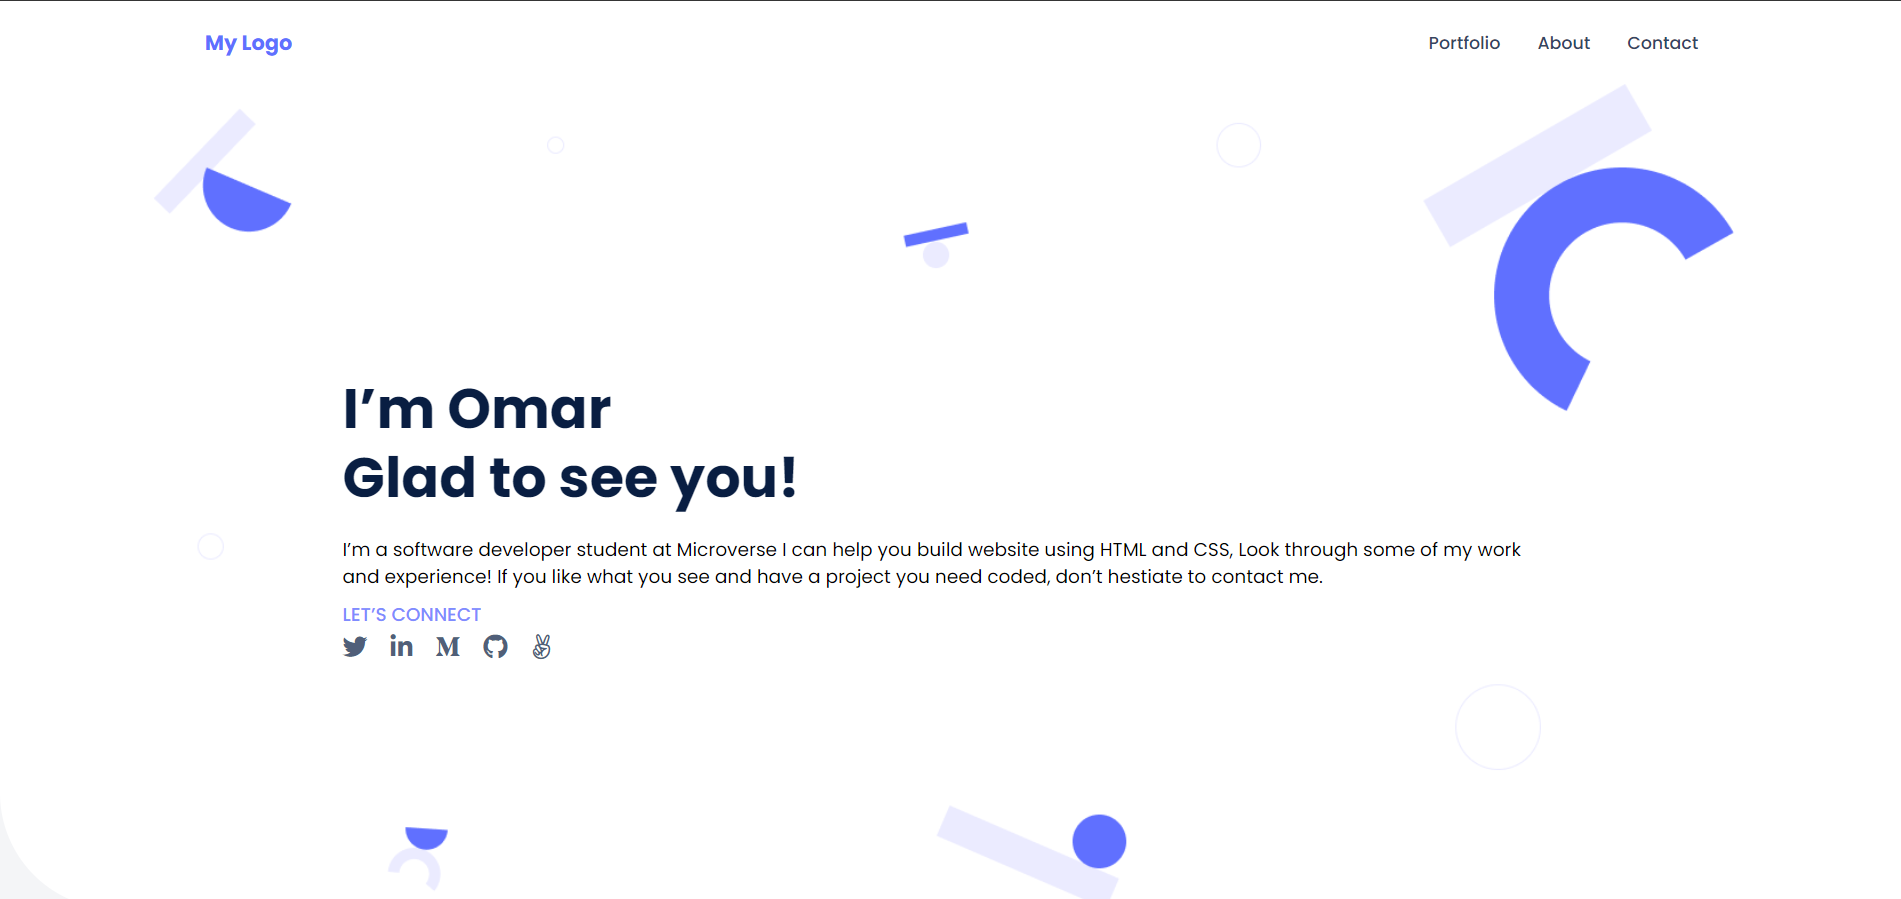 My Logo
Portfolio About Contact
I’m Omar
Glad to see you!
I’m a software developer student at Microverse I can help you build website using HTML and CSS, Look through some of my work
and experience! If you like what you see and have a project you need coded, don’t hestiate to contact me.
LET’S CONNECT